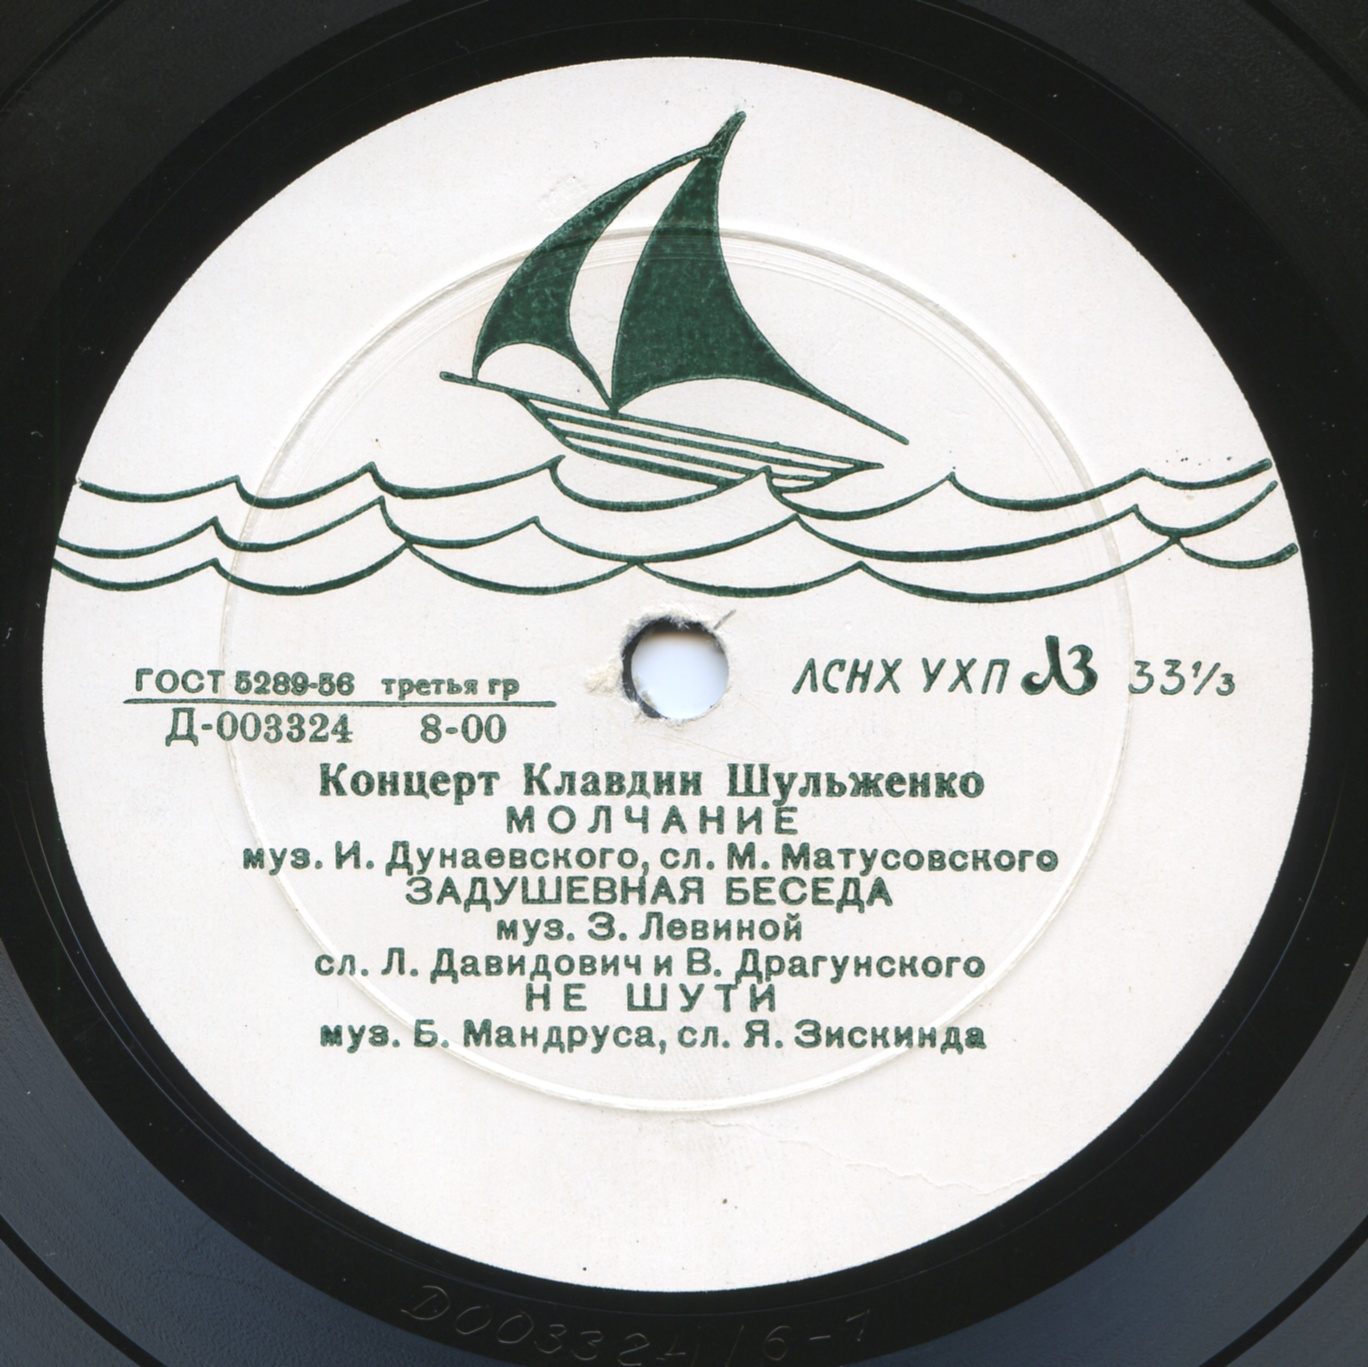 ГОСТ 5289-56 третья гр
Д-003324 8-00
ЛСНХ УХП ЛЗ 33⅓
Концерт Клавдии Шульженко
МОЛЧАНИЕ
муз. И. Дунаевского, сл. М. Матусовского
ЗАДУШЕВНАЯ БЕСЕДА
муз. З. Левиной
сл. Л. Давидович и В. Драгунского
НЕ ШУТИ
муз. Б. Мандруса, сл. Я. Зискинда
Д003324/6-1